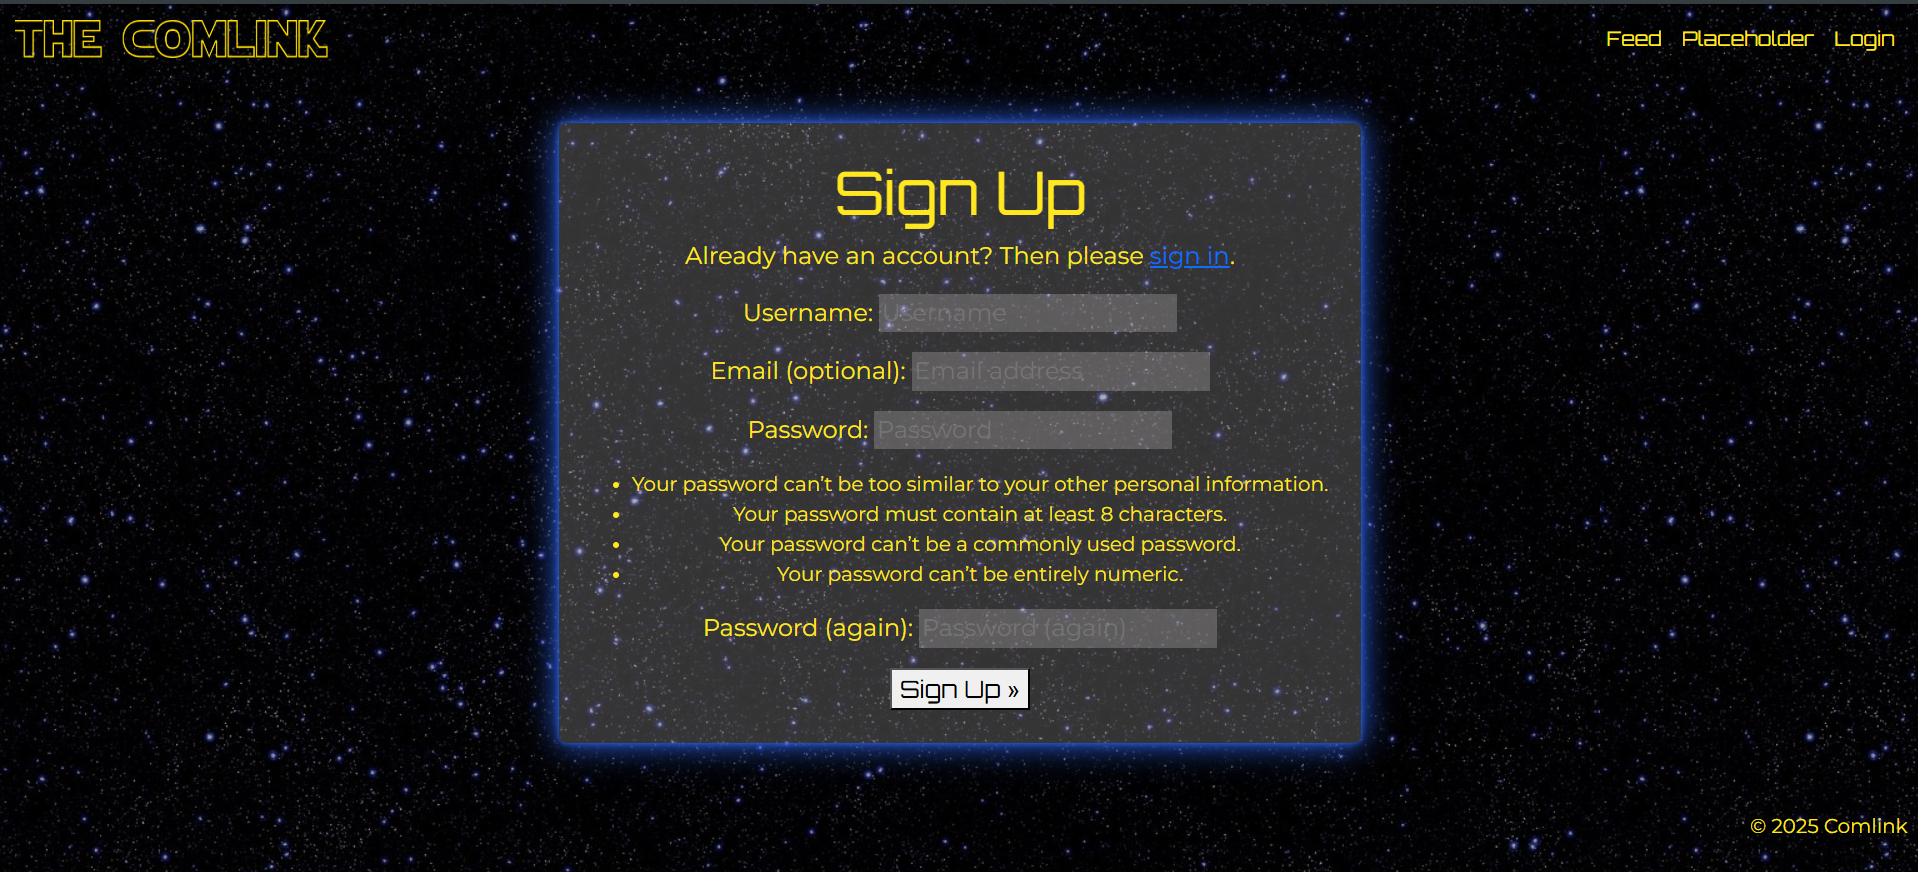 THE COMLINK
Feed Placeholder Login
Sign Up
Already have an account? Then please sign in.
Username: Username
Email (optional): Email address
Password: Password
• Your password can’t be too similar to your other personal information.
• Your password must contain at least 8 characters.
• Your password can’t be a commonly used password.
• Your password can’t be entirely numeric.
Password (again): Password (again)
Sign Up »
© 2025 Comlink